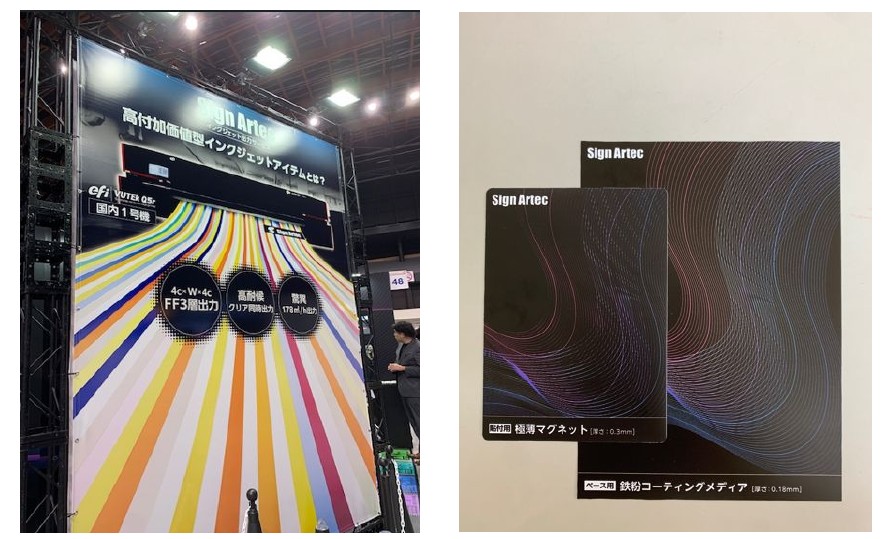 Sign Artec
高付加価値型インクジェットアイテムとは?
efi VUTEk Q5r
国内1号機
Sign Artec
4c×W×4c
FF3層出力
高耐候
クリア同時出力
驚異
178㎡/h出力
48
Sign Artec
Sign Artec
貼付用 極薄マグネット [厚さ:0.3mm]
ベース用 鉄粉コーティングメディア [厚さ:0.18mm]